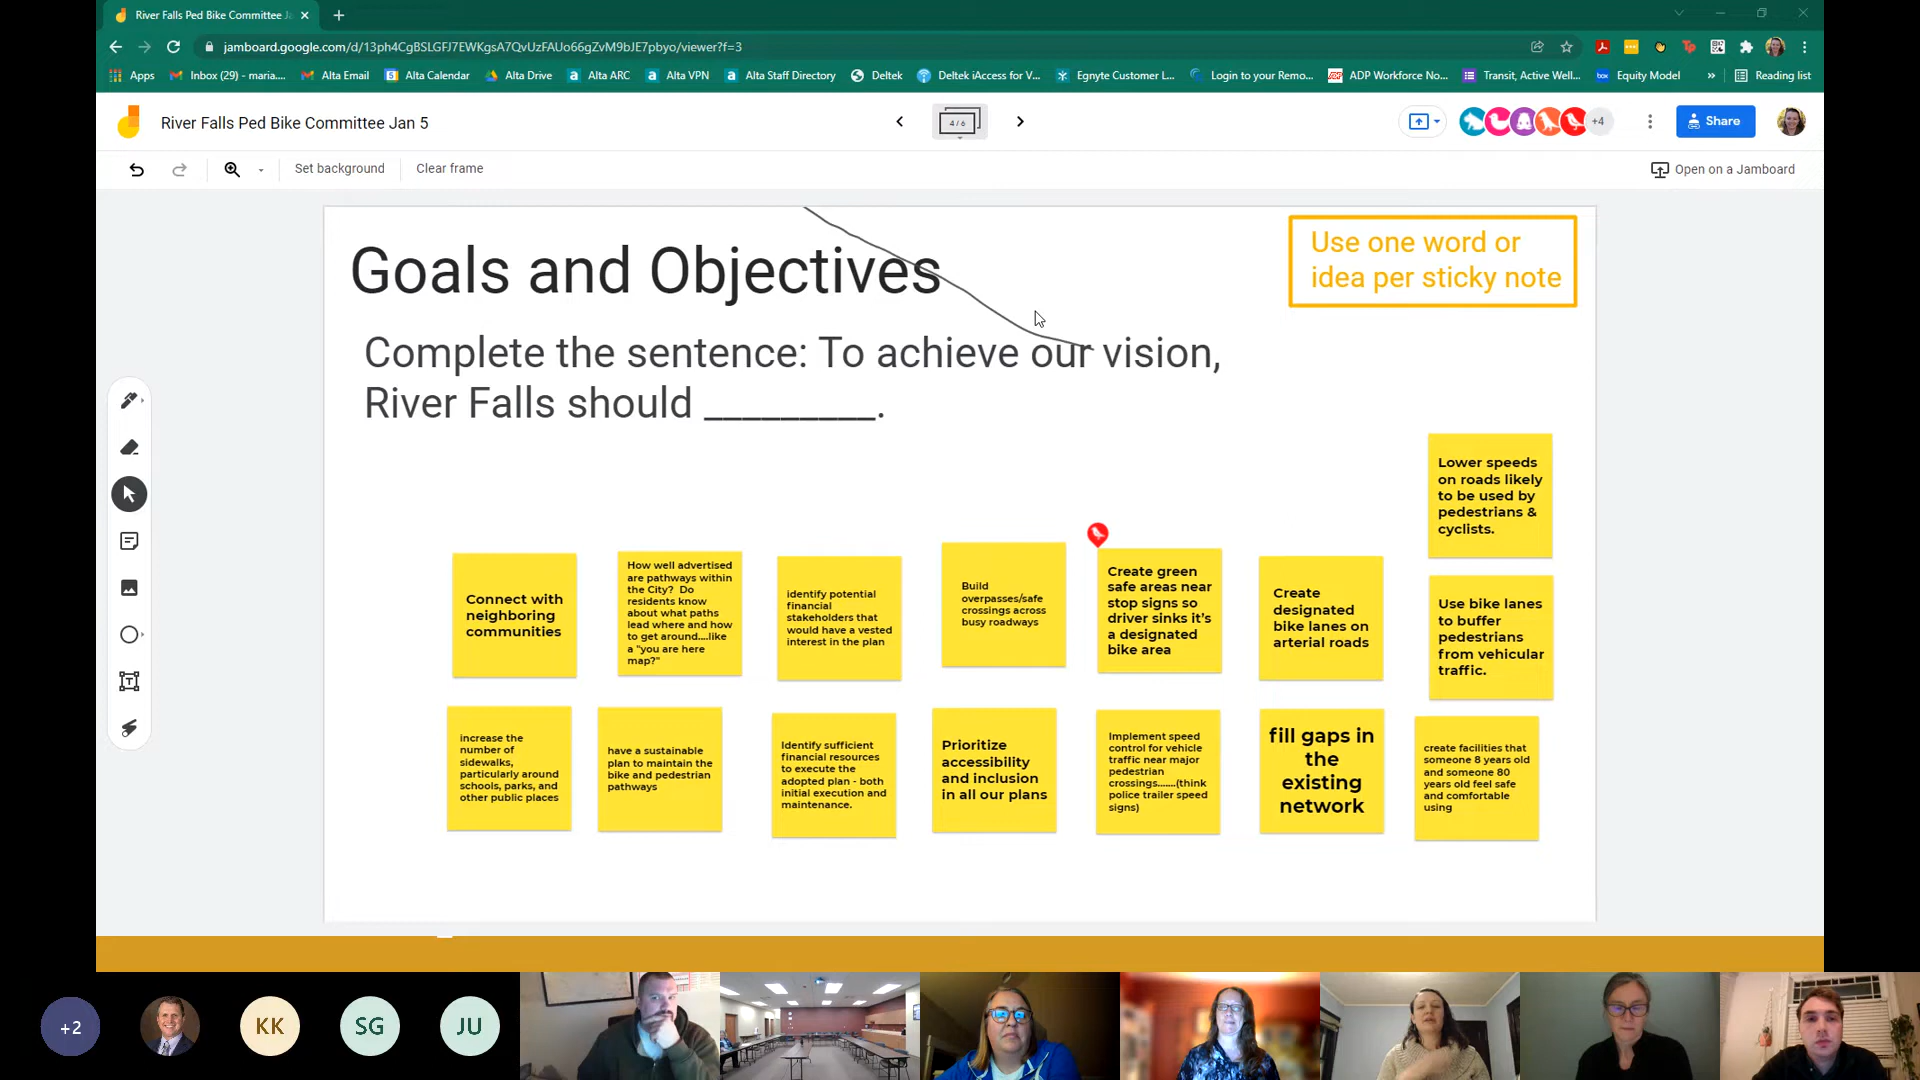 River Falls Ped Bike Committee Ja
jamboard.google.com/d/13ph4CgBSLGFJ7EWKgsA7QvUzFAUo66gZvM9bJE7pbyo/viewer?f=3
Apps
Inbox (29) - maria....
Alta Email
Alta Calendar
Alta Drive
Alta ARC
Alta VPN
Alta Staff Directory
Deltek
Deltek iAccess for V...
Egnyte Customer L...
Login to your Remo...
ADP Workforce No...
Transit, Active Well...
Equity Model
Reading list
River Falls Ped Bike Committee Jan 5
4 / 6
+4
Share
Set background
Clear frame
Open on a Jamboard
Goals and Objectives
Use one word or
idea per sticky note
Complete the sentence: To achieve our vision,
River Falls should _________.
Lower speeds
on roads likely
to be used by
pedestrians &
cyclists.
Connect with
neighboring
communities
How well advertised
are pathways within
the City? Do
residents know
about what paths
lead where and how
to get around....like
a "you are here
map?"
identify potential
financial
stakeholders that
would have a vested
interest in the plan
Build
overpasses/safe
crossings across
busy roadways
Create green
safe areas near
stop signs so
driver sinks it's
a designated
bike area
Create
designated
bike lanes on
arterial roads
Use bike lanes
to buffer
pedestrians
from vehicular
traffic.
increase the
number of
sidewalks,
particularly around
schools, parks, and
other public places
have a sustainable
plan to maintain the
bike and pedestrian
pathways
Identify sufficient
financial resources
to execute the
adopted plan - both
initial execution and
maintenance.
Prioritize
accessibility
and inclusion
in all our plans
Implement speed
control for vehicle
traffic near major
pedestrian
crossings.......(think
police trailer speed
signs)
fill gaps in
the
existing
network
create facilities that
someone 8 years old
and someone 80
years old feel safe
and comfortable
using
+2
KK
SG
JU